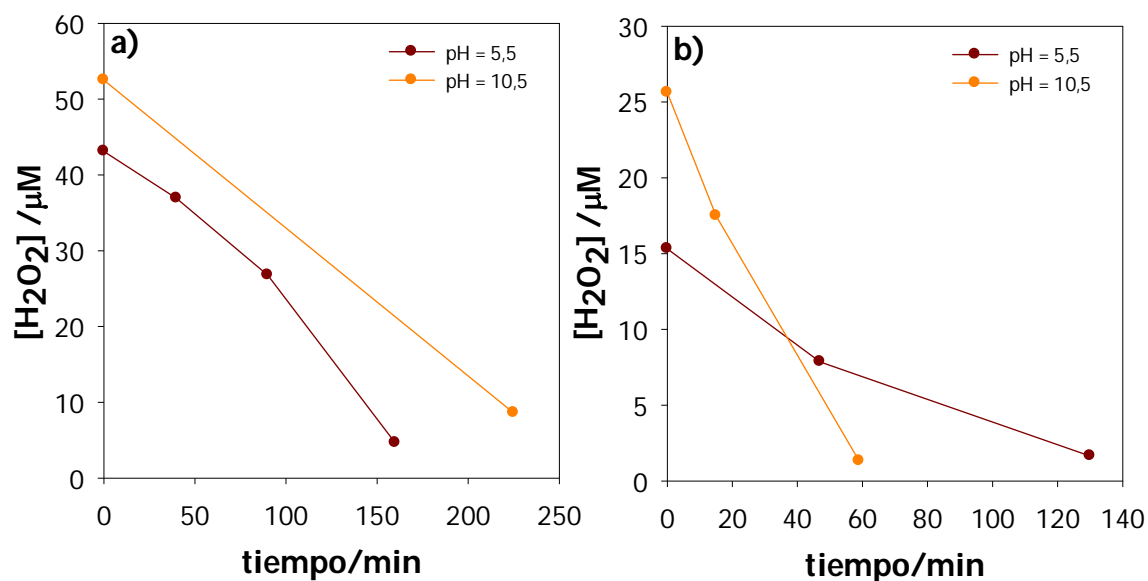 a)
pH = 5,5
pH = 10,5
60
50
40
30
20
10
0
[H2O2] /μM
0 50 100 150 200 250
tiempo/min
b)
pH = 5,5
pH = 10,5
30
25
20
15
10
5
0
[H2O2] /μM
0 20 40 60 80 100 120 140
tiempo/min